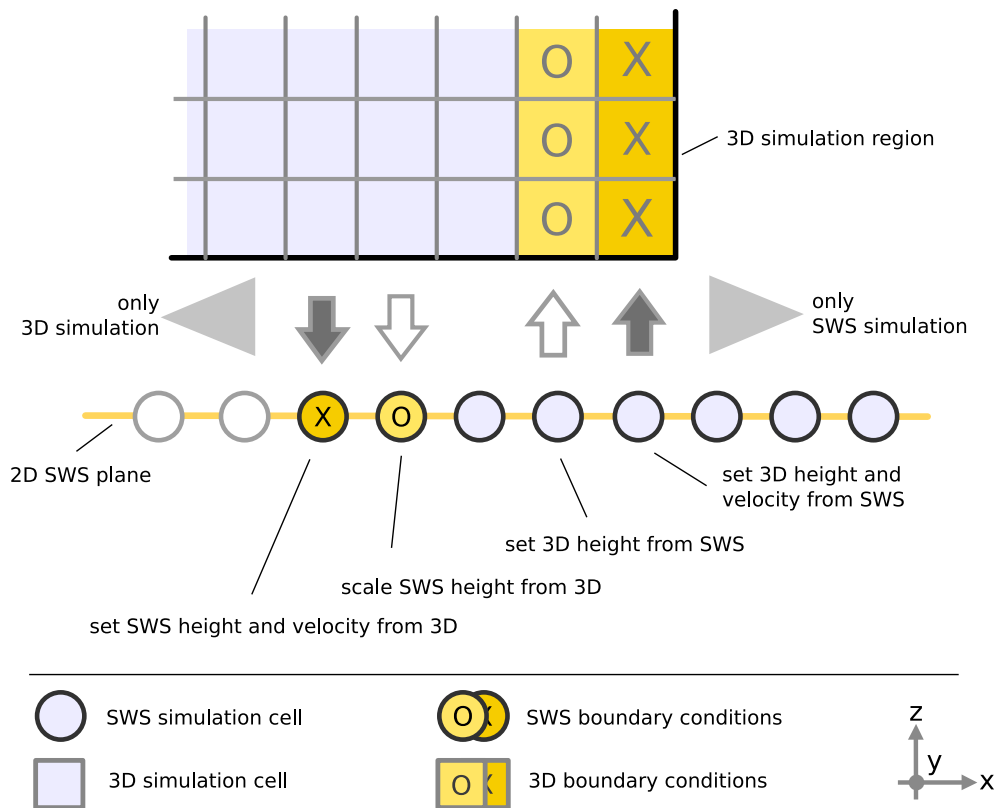 O X
O X
O X
3D simulation region
only
3D simulation
only
SWS simulation
X O
2D SWS plane
set 3D height and
velocity from SWS
set 3D height from SWS
scale SWS height from 3D
set SWS height and velocity from 3D
SWS simulation cell
O X SWS boundary conditions
3D simulation cell
O X 3D boundary conditions
z
y
x